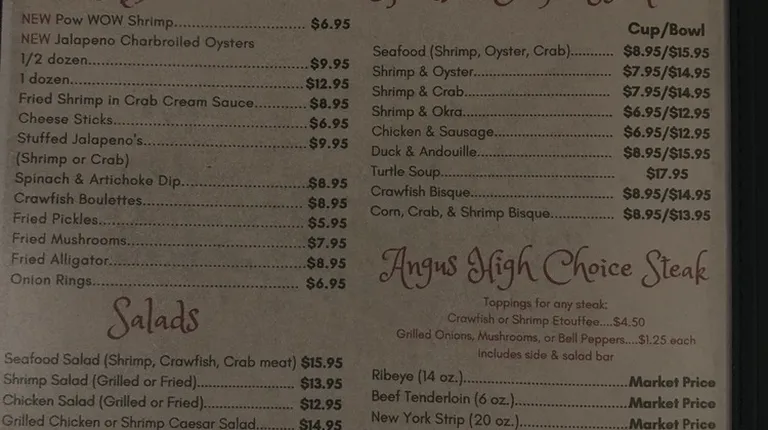 NEW Pow WOW Shrimp.............................. $6.95
NEW Jalapeno Charbroiled Oysters
1/2 dozen.................................................... $9.95
1 dozen........................................................$12.95
Fried Shrimp in Crab Cream Sauce............$8.95
Cheese Sticks...............................................$6.95
Stuffed Jalapeno's......................................$9.95
(Shrimp or Crab)
Spinach & Artichoke Dip............................$8.95
Crawfish Boulettes......................................$8.95
Fried Pickles.................................................$5.95
Fried Mushrooms.........................................$7.95
Fried Alligator..............................................$8.95
Onion Rings..................................................$6.95
Salads
Seafood Salad (Shrimp, Crawfish, Crab meat) $15.95
Shrimp Salad (Grilled or Fried)..................... $13.95
Chicken Salad (Grilled or Fried)................... $12.95
Grilled Chicken or Shrimp Caesar Salad....... $14.95
Cup/Bowl
Seafood (Shrimp, Oyster, Crab).......... $8.95/$15.95
Shrimp & Oyster............................... $7.95/$14.95
Shrimp & Crab................................. $7.95/$14.95
Shrimp & Okra................................. $6.95/$12.95
Chicken & Sausage........................... $6.95/$12.95
Duck & Andouille.............................. $8.95/$15.95
Turtle Soup...................................... $17.95
Crawfish Bisque............................... $8.95/$14.95
Corn, Crab, & Shrimp Bisque.............. $8.95/$13.95
Angus High Choice Steak
Toppings for any steak:
Crawfish or Shrimp Etouffee....$4.50
Grilled Onions, Mushrooms, or Bell Peppers....$1.25 each
includes side & salad bar
Ribeye (14 oz.)........................................Market Price
Beef Tenderloin (6 oz.)...........................Market Price
New York Strip (20 oz.)..........................Market Price